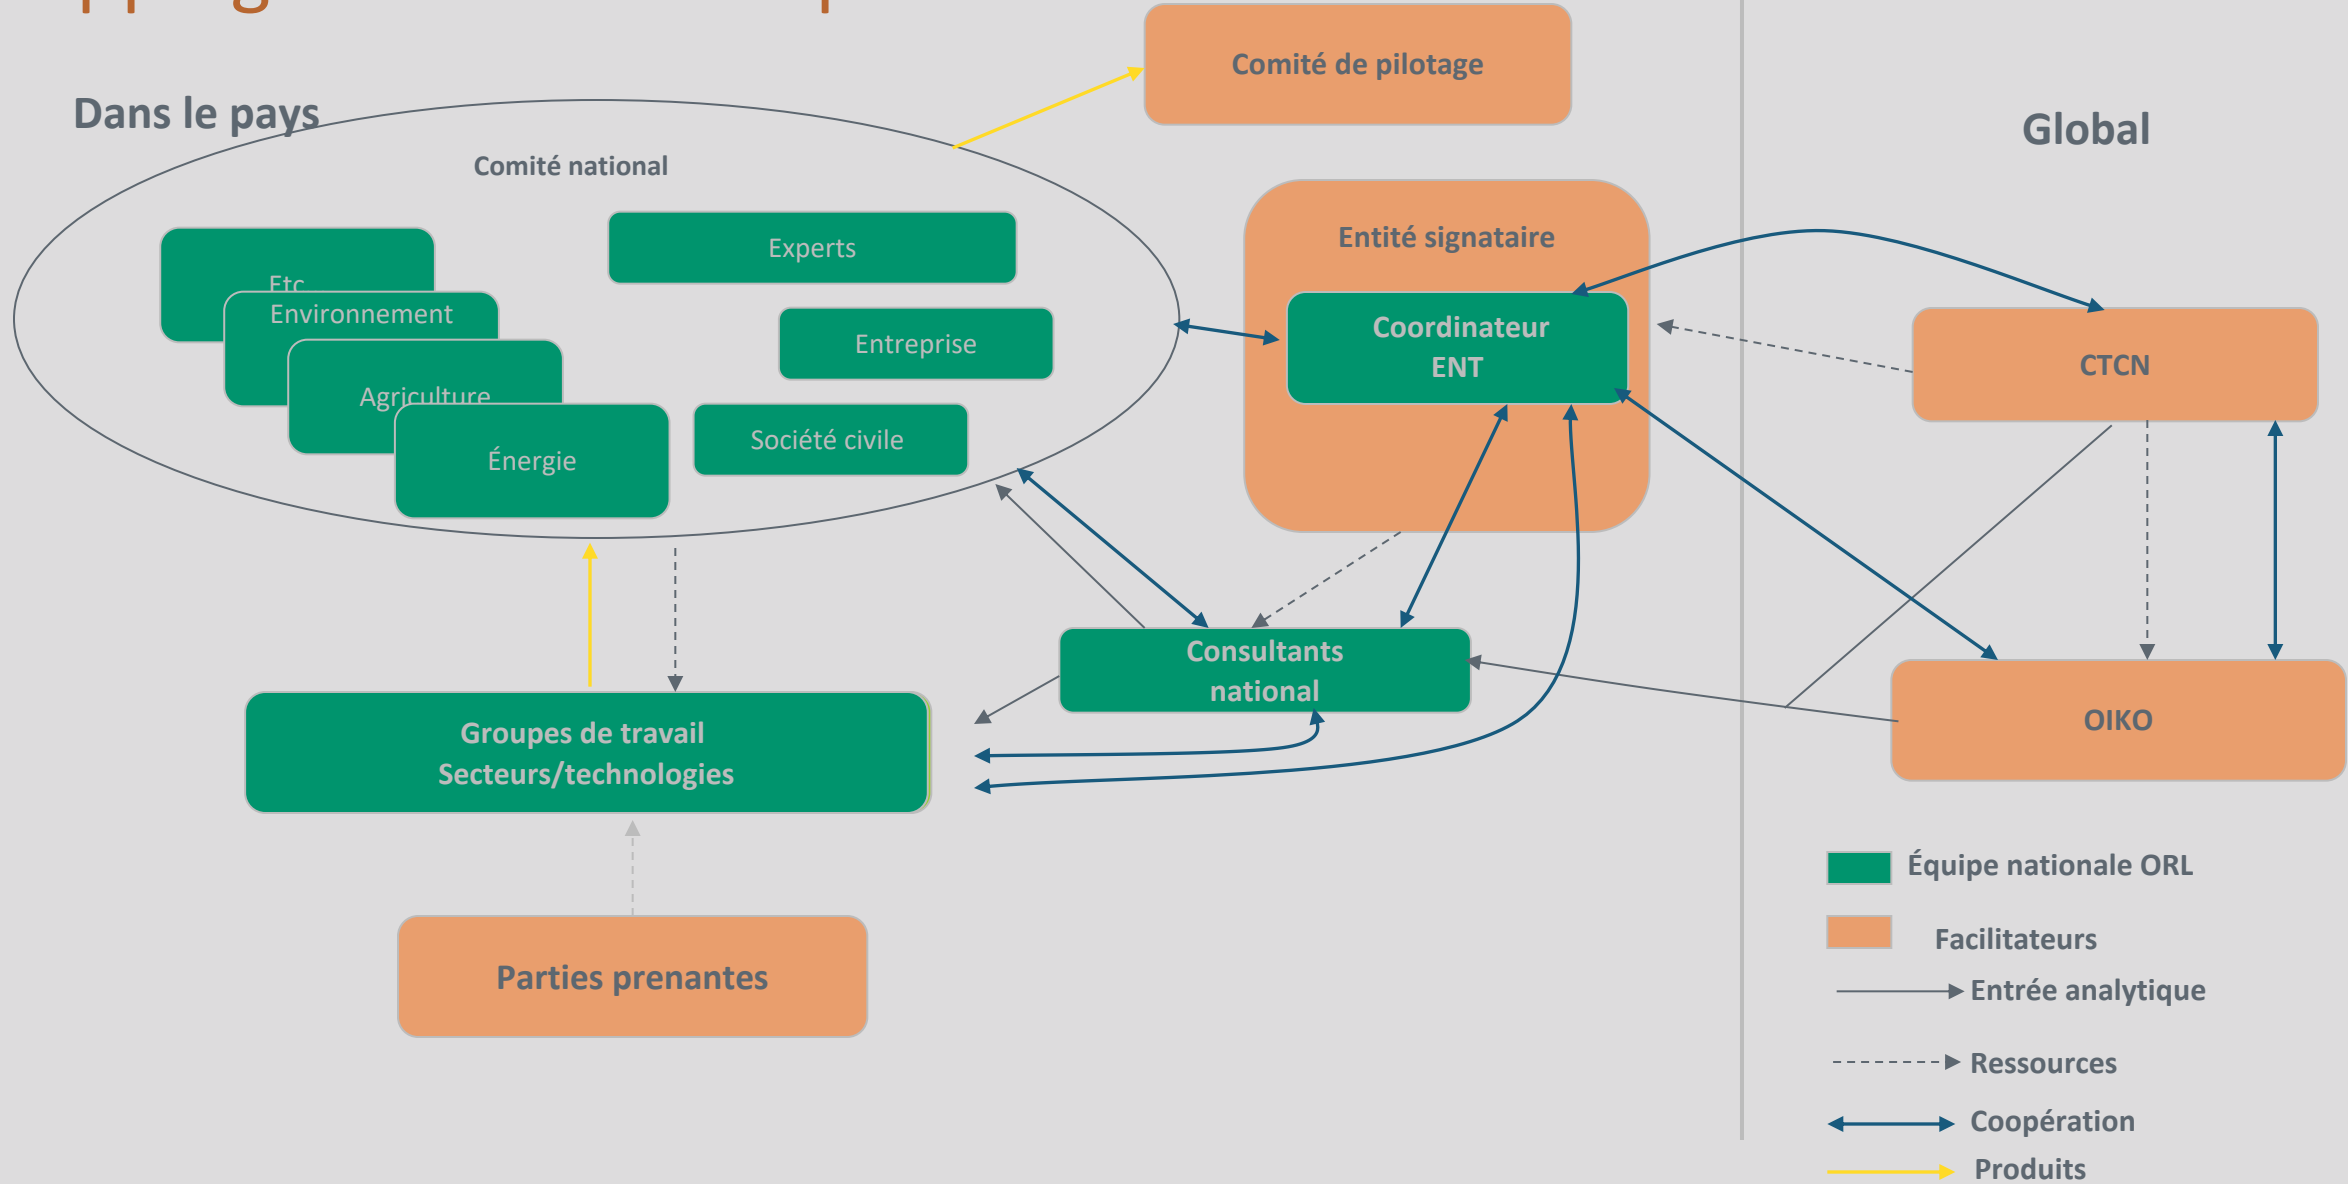 Comité de pilotage
Dans le pays
Global
Comité national
Etc
Environnement
Agriculture
Énergie
Experts
Entreprise
Société civile
Entité signataire
Coordinateur
ENT
CTCN
Consultants
national
OIKO
Groupes de travail
Secteurs/technologies
Parties prenantes
Équipe nationale ORL
Facilitateurs
Entrée analytique
Ressources
Coopération
Produits